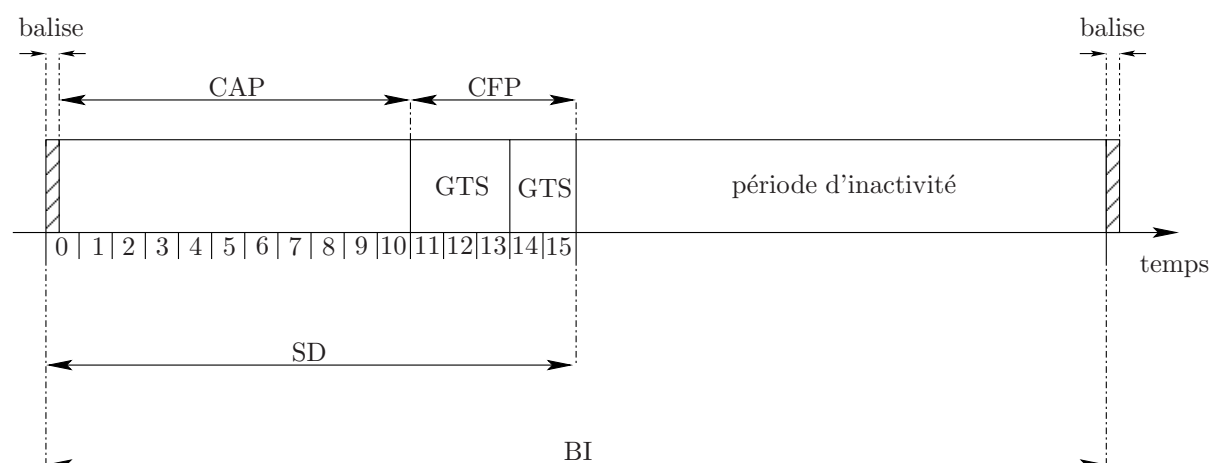 balise balise
CAP CFP
GTS GTS période d'inactivité
0 1 2 3 4 5 6 7 8 9 10 11 12 13 14 15
temps
SD
BI